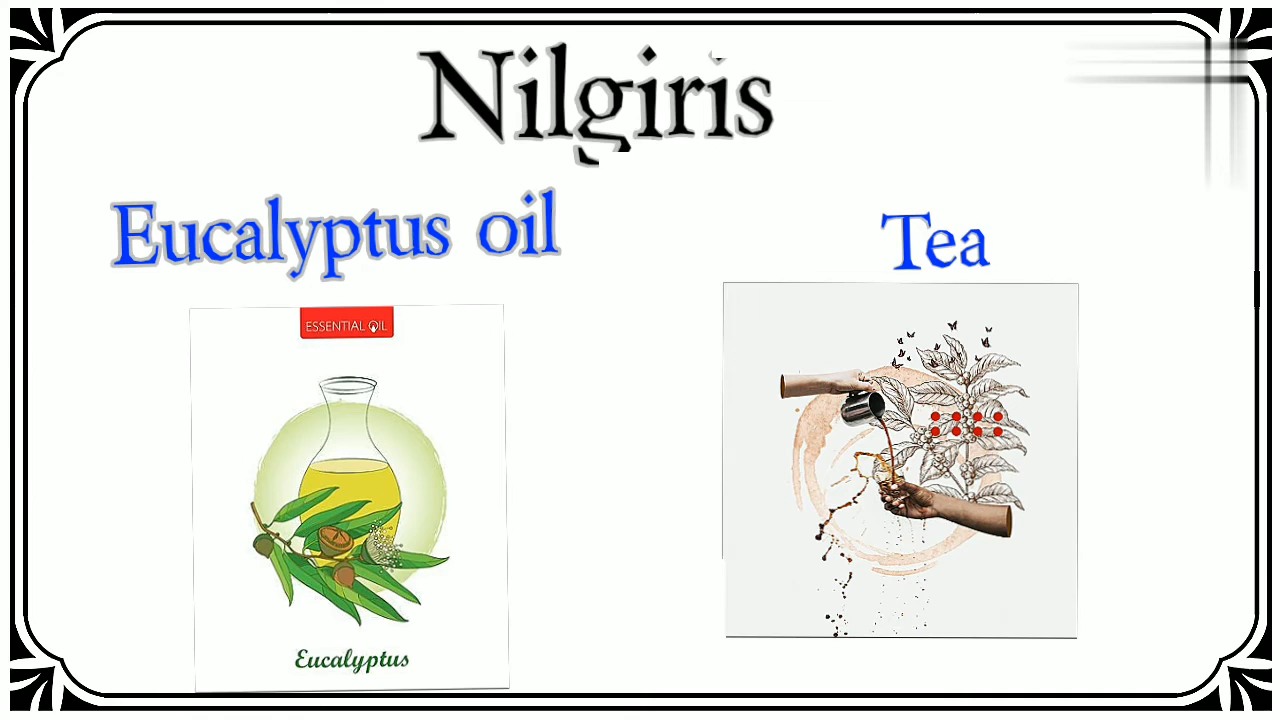 Nilgiris
Eucalyptus oil
Tea
ESSENTIAL OIL
Eucalyptus